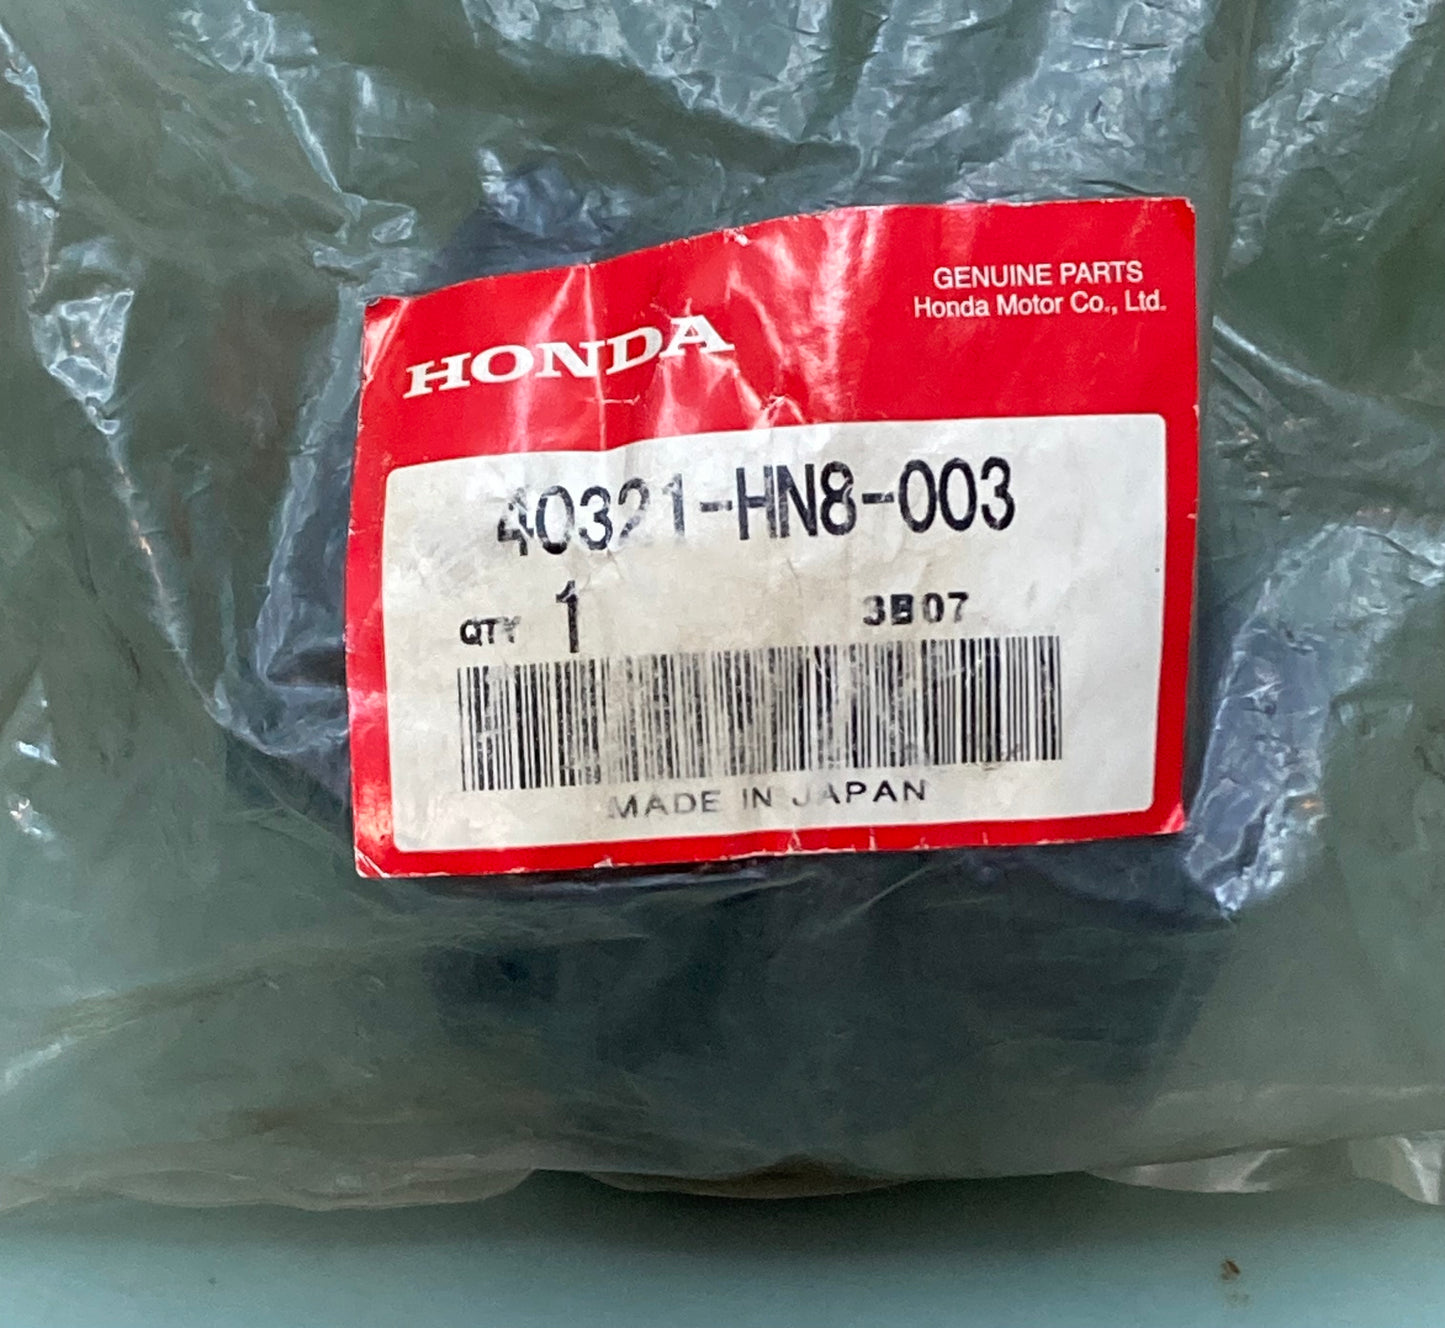 GENUINE PARTS
Honda Motor Co., Ltd.
HONDA
40321-HN8-003
QTY 1 3B07
MADE IN JAPAN